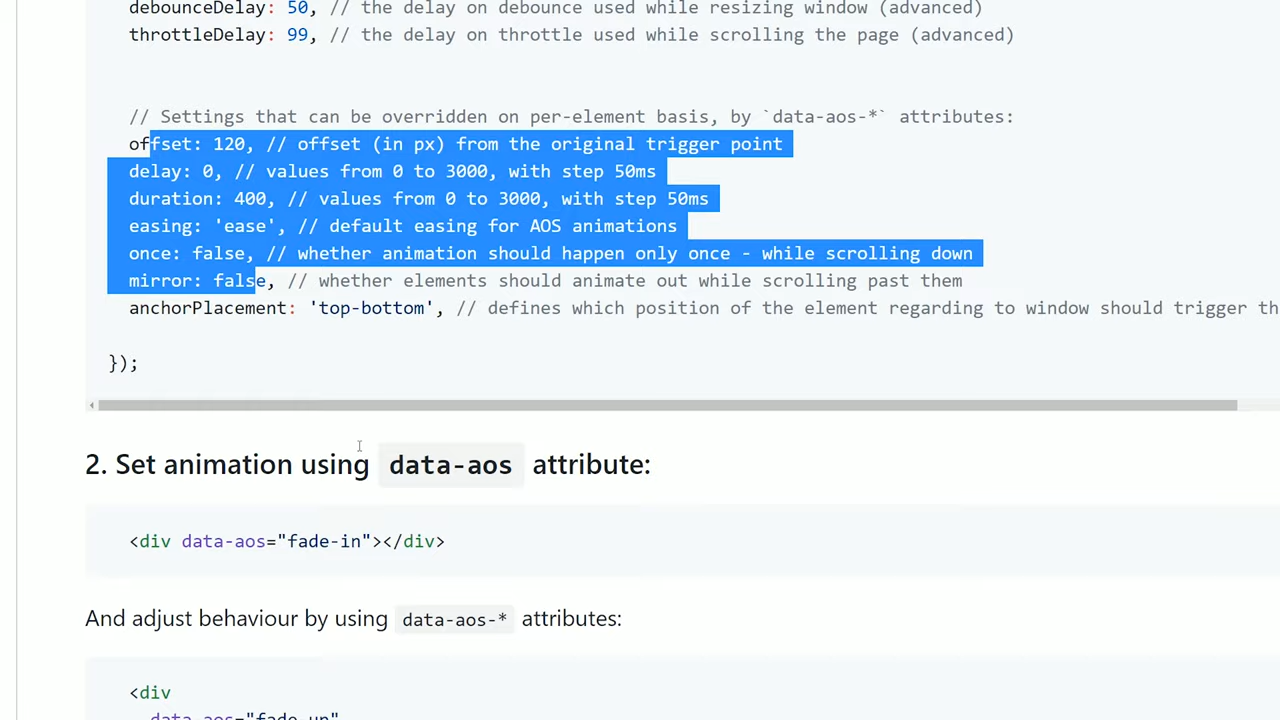 debounceDelay: 50, // the delay on debounce used while resizing window (advanced)
throttleDelay: 99, // the delay on throttle used while scrolling the page (advanced)
// Settings that can be overridden on per-element basis, by `data-aos-*` attributes:
offset: 120, // offset (in px) from the original trigger point
delay: 0, // values from 0 to 3000, with step 50ms
duration: 400, // values from 0 to 3000, with step 50ms
easing: 'ease', // default easing for AOS animations
once: false, // whether animation should happen only once - while scrolling down
mirror: false, // whether elements should animate out while scrolling past them
anchorPlacement: 'top-bottom', // defines which position of the element regarding to window should trigger th
});
2. Set animation using data-aos attribute:
<div data-aos="fade-in"></div>
And adjust behaviour by using data-aos-* attributes:
<div
data-aos="fade-up"